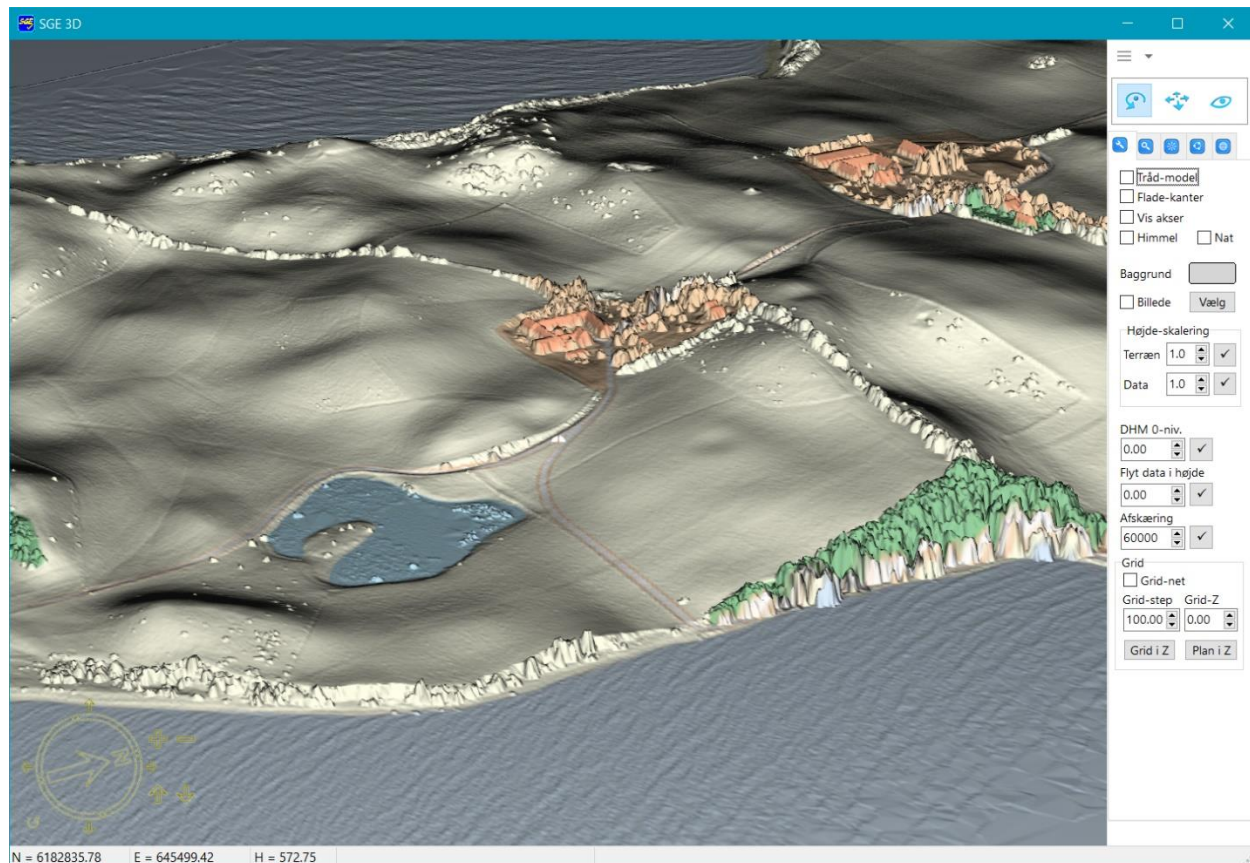 SGE 3D
Tråd-model
Flade-kanter
Vis akser
Himmel Nat
Baggrund
Billede Vælg
Højde-skalering
Terræn 1.0
Data 1.0
DHM 0-niv.
0.00
Flyt data i højde
0.00
Afskæring
60000
Grid
Grid-net
Grid-step Grid-Z
100.00 0.00
Grid i Z Plan i Z
N
N = 6182835.78 E = 645499.42 H = 572.75